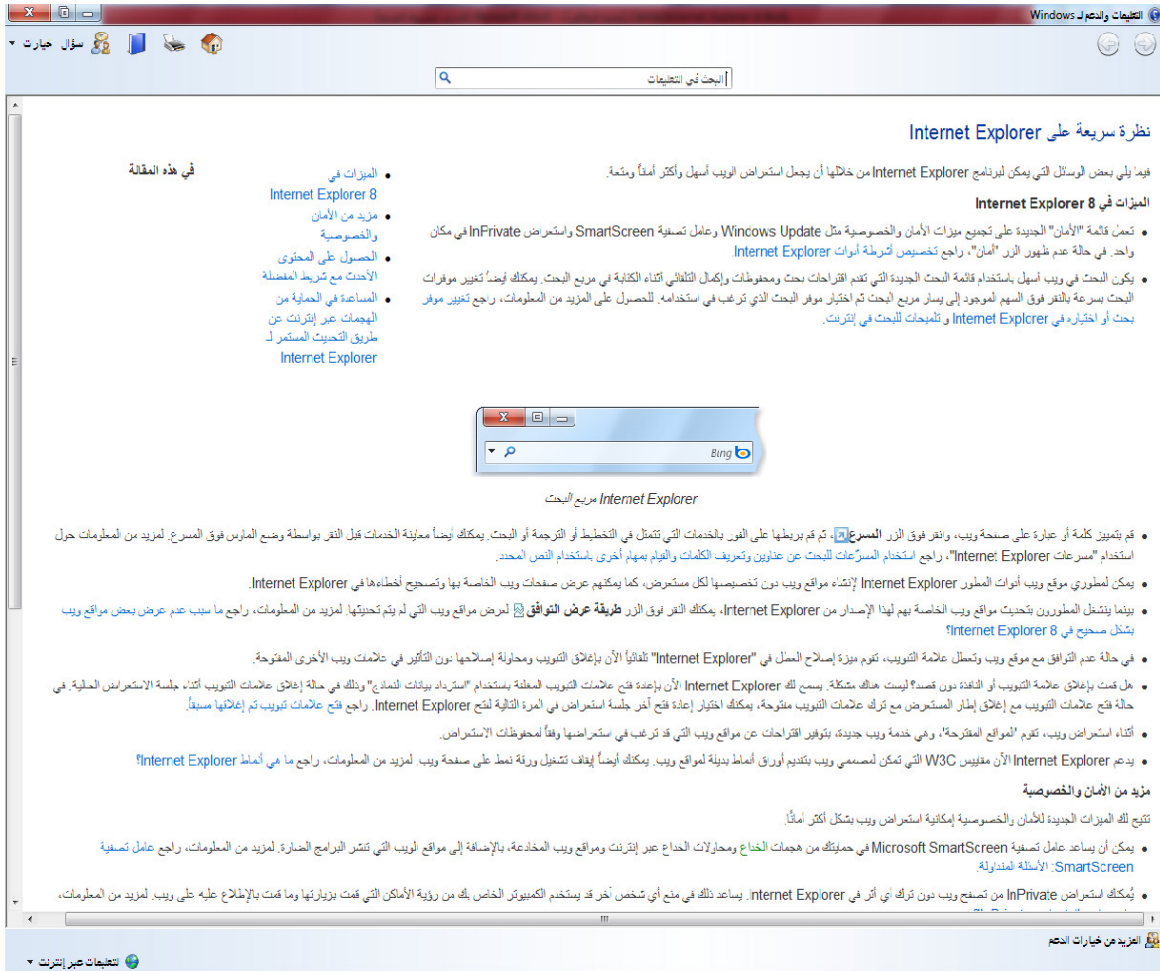 التعليمات والدعم لـ Windows
سؤال
خيارت
البحث في التعليمات
نظرة سريعة على Internet Explorer
فيما يلي بعض الوسائل التي يمكن لبرنامج Internet Explorer من خلالها أن يجعل استعراض الويب أسهل وأكثر أماناً ومتعة.
الميزات في Internet Explorer 8
تعمل قائمة "الأمان" الجديدة على تجميع ميزات الأمان والخصوصية مثل Windows Update وعامل تصفية SmartScreen واستعراض InPrivate في مكان
واحد. في حالة عدم ظهور الزر "أمان"، راجع تخصيص أشرطة أدوات Internet Explorer.
يكون البحث في ويب أسهل باستخدام قائمة البحث الجديدة التي تقدم اقتراحات بحث ومحفوظات وإكمال التلقائي أثناء الكتابة في مربع البحث. يمكنك أيضاً تغيير موفرات
البحث بسرعة بالنقر فوق السهم الموجود إلى يسار مربع البحث ثم اختيار موفر البحث الذي ترغب في استخدامه. للحصول على المزيد من المعلومات، راجع تغيير موفر
بحث أو اختياره في Internet Explorer و تلميحات للبحث في إنترنت.
في هذه المقالة
الميزات في
Internet Explorer 8
مزيد من الأمان
والخصوصية
الحصول على المحتوى
الأحدث مع شريط المفضلة
المساعدة في الحماية من
الهجمات عبر إنترنت عن
طريق التحديث المستمر لـ
Internet Explorer
Bing
Internet Explorer مربع البحث
قم بتمييز كلمة أو عبارة على صفحة ويب، وانقر فوق الزر المسرع، ثم قم بربطها على الفور بالخدمات التي تتمثل في التخطيط أو الترجمة أو البحث. يمكنك أيضاً معاينة الخدمات قبل النقر بواسطة وضع الماوس فوق المسرع. لمزيد من المعلومات حول
استخدام "مسرعات Internet Explorer"، راجع استخدام المسرّعات للبحث عن عناوين وتعريف الكلمات والقيام بمهام أخرى باستخدام النص المحدد.
يمكن لمطوري موقع ويب أدوات المطور Internet Explorer لإنشاء مواقع ويب دون تخصيصها لكل مستعرض، كما يمكنهم عرض صفحات ويب الخاصة بها وتصحيح أخطاءها في Internet Explorer.
بينما ينشغل المطورون بتحديث مواقع ويب الخاصة بهم لهذا الإصدار من Internet Explorer، يمكنك النقر فوق الزر طريقة عرض التوافق لعرض مواقع ويب التي لم يتم تحديثها. لمزيد من المعلومات، راجع ما سبب عدم عرض بعض مواقع ويب
بشكل صحيح في Internet Explorer 8؟
في حالة عدم التوافق مع موقع ويب وتعطل علامة التبويب، تقوم ميزة إصلاح العطل في "Internet Explorer" تلقائياً الآن بإغلاق التبويب ومحاولة إصلاحها دون التأثير في علامات ويب الأخرى المفتوحة.
هل قمت بإغلاق علامة التبويب أو النافذة دون قصد؟ ليست هناك مشكلة. يسمح لك Internet Explorer الآن بإعادة فتح علامات التبويب المغلقة باستخدام "استرداد بيانات النماذج" وذلك في حالة إغلاق علامات التبويب أثناء جلسة الاستعراض الحالية. في
حالة فتح علامات التبويب مع إغلاق إطار المستعرض مع ترك علامات التبويب مفتوحة، يمكنك اختيار إعادة فتح آخر جلسة استعراض في المرة التالية لفتح Internet Explorer. راجع فتح علامات تبويب تم إغلاقها مسبقاً.
أثناء استعراض ويب، تقوم "المواقع المقترحة"، وهي خدمة ويب جديدة، بتوفير اقتراحات عن مواقع ويب التي قد ترغب في استعراضها وفقاً لمحفوظات الاستعراض.
يدعم Internet Explorer الآن مقاييس W3C التي تمكن لمصممي ويب بتقديم أوراق أنماط بديلة لمواقع ويب. يمكنك أيضاً إيقاف تشغيل ورقة نمط على صفحة ويب. لمزيد من المعلومات، راجع ما هي أنماط Internet Explorer؟
مزيد من الأمان والخصوصية
تتيح لك الميزات الجديدة للأمان والخصوصية إمكانية استعراض ويب بشكل أكثر أماناً.
يمكن أن يساعد عامل تصفية Microsoft SmartScreen في حمايتك من هجمات الخداع ومحاولات الخداع عبر إنترنت ومواقع ويب المخادعة، بالإضافة إلى مواقع الويب التي تنشر البرامج الضارة. لمزيد من المعلومات، راجع عامل تصفية
SmartScreen: الأسئلة المتداولة.
يُمكنك استعراض InPrivate من تصفح ويب دون ترك أي أثر في Internet Explorer. يساعد ذلك في منع أي شخص آخر قد يستخدم الكمبيوتر الخاص بك من رؤية الأماكن التي قمت بزيارتها وما قمت بالإطلاع عليه على ويب. لمزيد من المعلومات،
المزيد من خيارات الدعم
لتعليمات عبر إنترنت